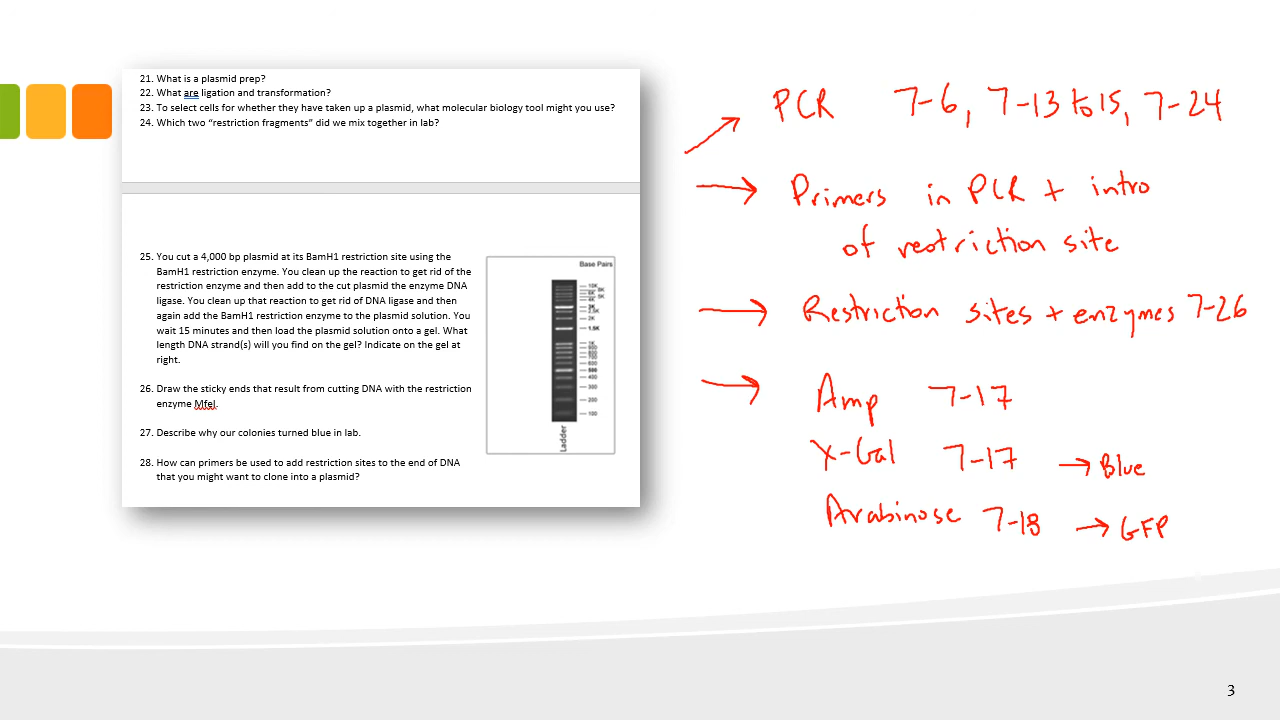 21. What is a plasmid prep?
22. What are ligation and transformation?
23. To select cells for whether they have taken up a plasmid, what molecular biology tool might you use?
24. Which two “restriction fragments” did we mix together in lab?
25. You cut a 4,000bp plasmid at its BamH1 restriction site using the
BamH1 restriction enzyme. You clean up the reaction to get rid of the
restriction enzyme and then add to the cut plasmid the enzyme DNA
ligase. You clean up that reaction to get rid of DNA ligase and then
again add the BamH1 restriction enzyme to the plasmid solution. You
wait 15 minutes and then load the plasmid solution onto a gel. What
length DNA strand(s) will you find on the gel? Indicate on the gel at
right.
26. Draw the sticky ends that result from cutting DNA with the restriction
enzyme MfeI.
27. Describe why our colonies turned blue in lab.
28. How can primers be used to add restriction sites to the end of DNA
that you might want to clone into a plasmid?
Base Pairs
10K
2K
1.5K
1K
500
400
300
200
100
Ladder
PCR 7-6, 7-13 to 15, 7-24
Primers in PCR + intro
of restriction site
Restriction sites + enzymes 7-26
Amp 7-17
X-Gal 7-17 → Blue
Arabinose 7-18 → GFP
3